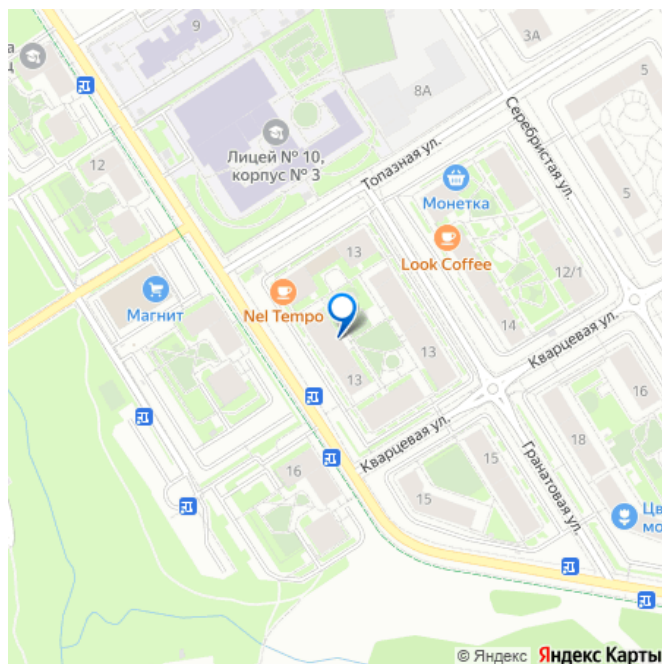 а
ц
9
3А
5
8А
Серебристая ул.
Лицей № 10,
корпус № 3
12
Топазная ул.
Монетка
5
13
Look Coffee
12/1
Магнит
Nel Tempo
14
Кварцевая ул.
13
13
16
Кварцевая ул.
18
16
15
15
Гранатовая ул.
Цв
мо
© Яндекс Яндекс Карты